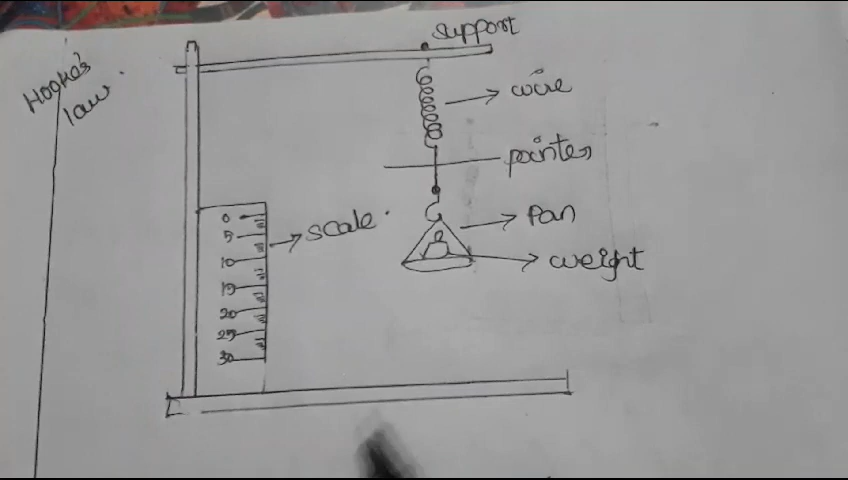 Hooke's
law.
support
wire
pointer
Pan
weight
scale.
0
5
10
15
20
25
30